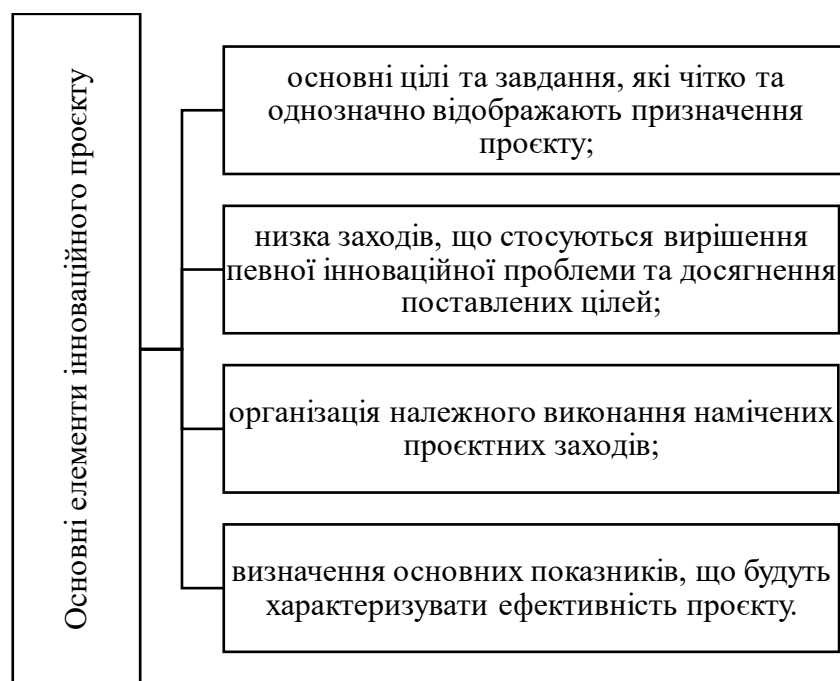 Основні елементи інноваційного проєкту
основні цілі та завдання, які чітко та
однозначно відображають призначення
проєкту;
низка заходів, що стосуються вирішення
певної інноваційної проблеми та досягнення
поставлених цілей;
організація належного виконання намічених
проєктних заходів;
визначення основних показників, що будуть
характеризувати ефективність проєкту.